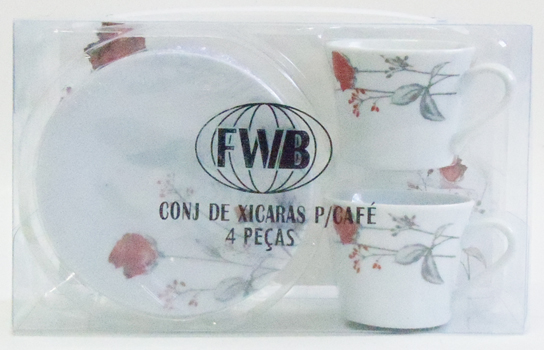 FWB
CONJ DE XICARAS P/CAFÉ
4 PEÇAS